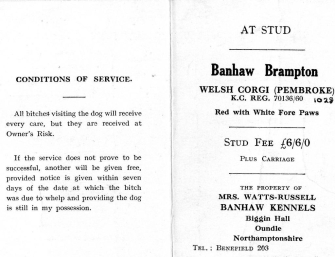 CONDITIONS OF SERVICE.
All bitches visiting the dog will receive
every care, but they are received at
Owner's Risk.
If the service does not prove to be
successful, another will be given free,
provided notice is given within seven
days of the date at which the bitch
was due to whelp and providing the dog
is still in my possession.
AT STUD
Banhaw Brampton
WELSH CORGI (PEMBROKE)
K.C. REG. 70136/60 1028
Red with White Fore Paws
STUD FEE £6/6/0
PLUS CARRIAGE
THE PROPERTY OF
MRS. WATTS-RUSSELL
BANHAW KENNELS
Biggin Hall
Oundle
Northamptonshire
TEL.: BENEFIELD 203